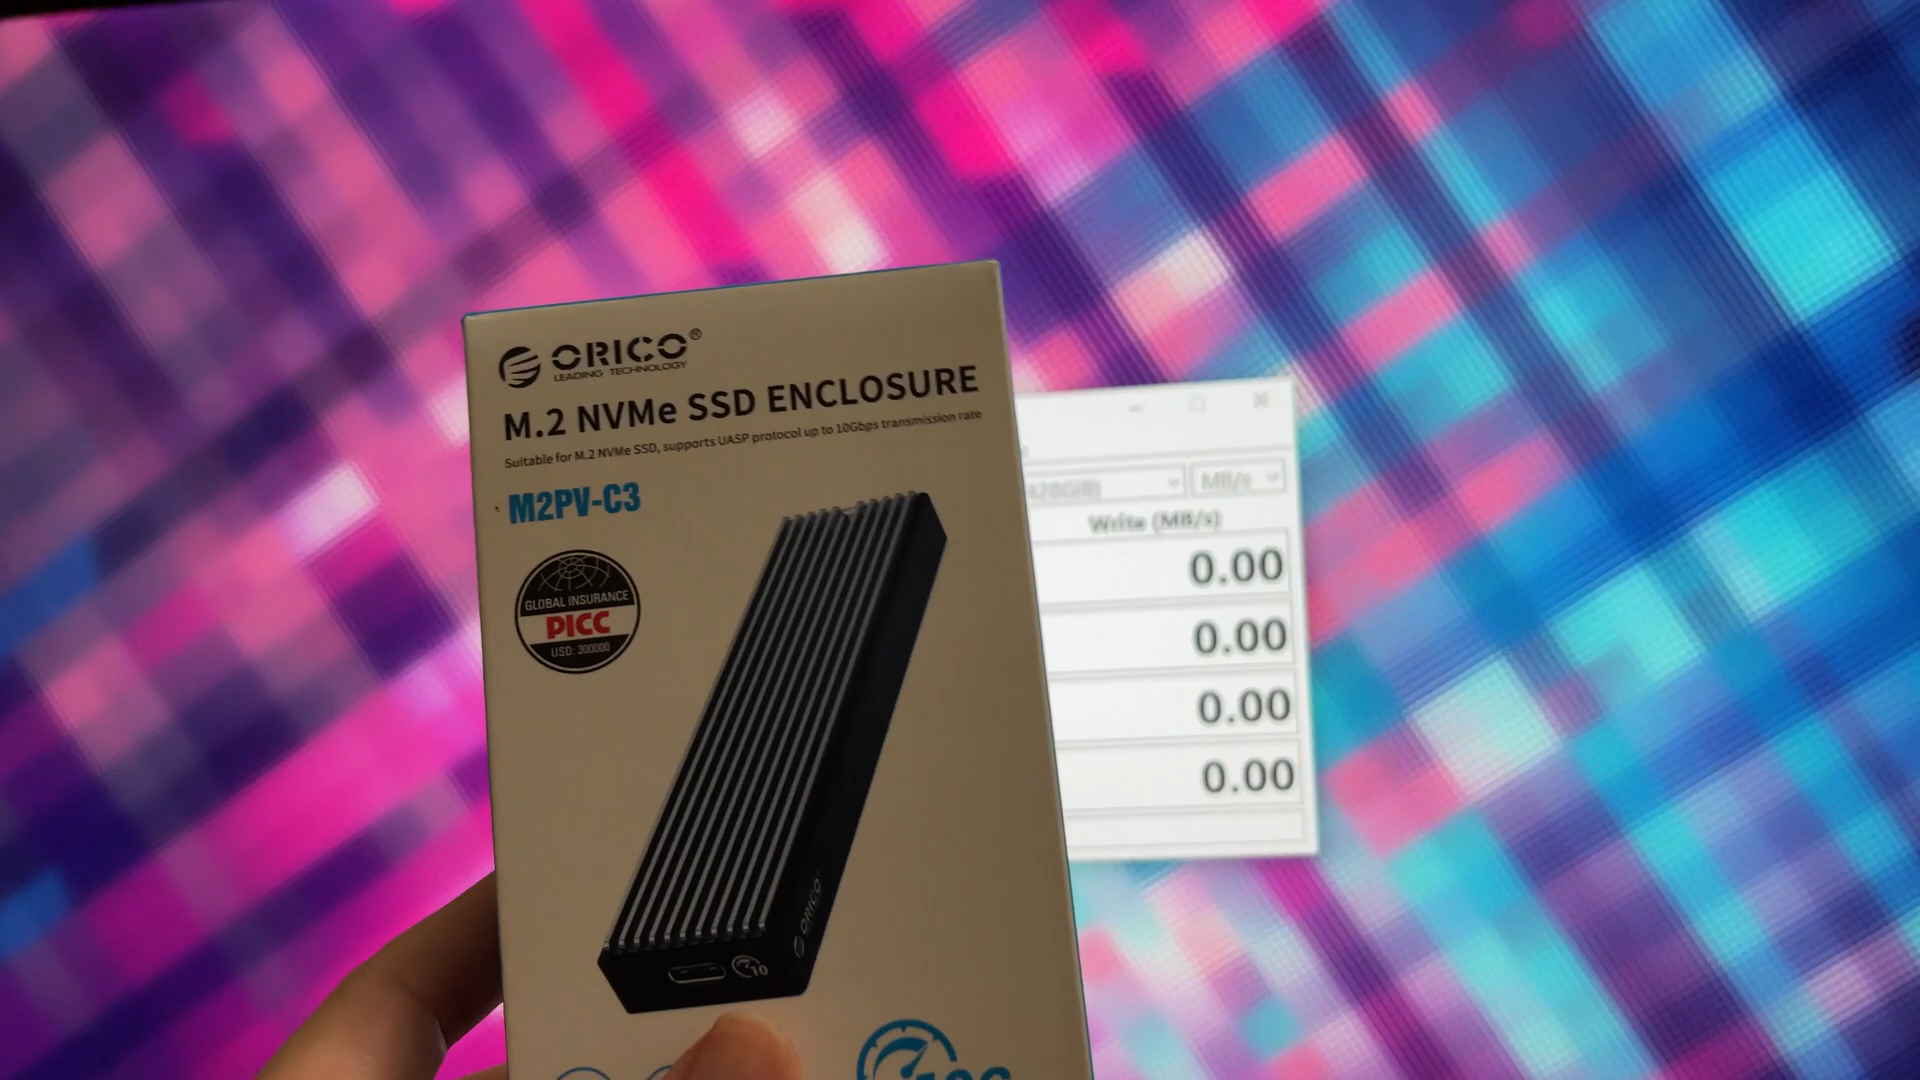 ORICO®
LEADING TECHNOLOGY
M.2 NVMe SSD ENCLOSURE
Suitable for M.2 NVMe SSD, supports UASP protocol up to 10Gbps transmission rate
M2PV-C3
GLOBAL INSURANCE
PICC
USD: 300000
ORICO
10
MB/s
Write (MB/s)
0.00
0.00
0.00
0.00